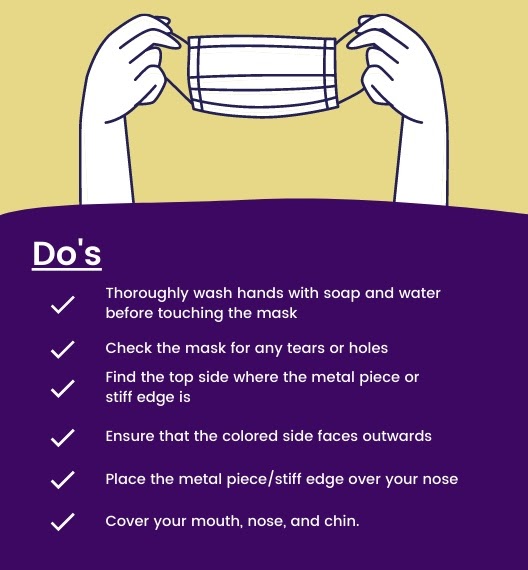 Do's
Thoroughly wash hands with soap and water
before touching the mask
Check the mask for any tears or holes
Find the top side where the metal piece or
stiff edge is
Ensure that the colored side faces outwards
Place the metal piece/stiff edge over your nose
Cover your mouth, nose, and chin.